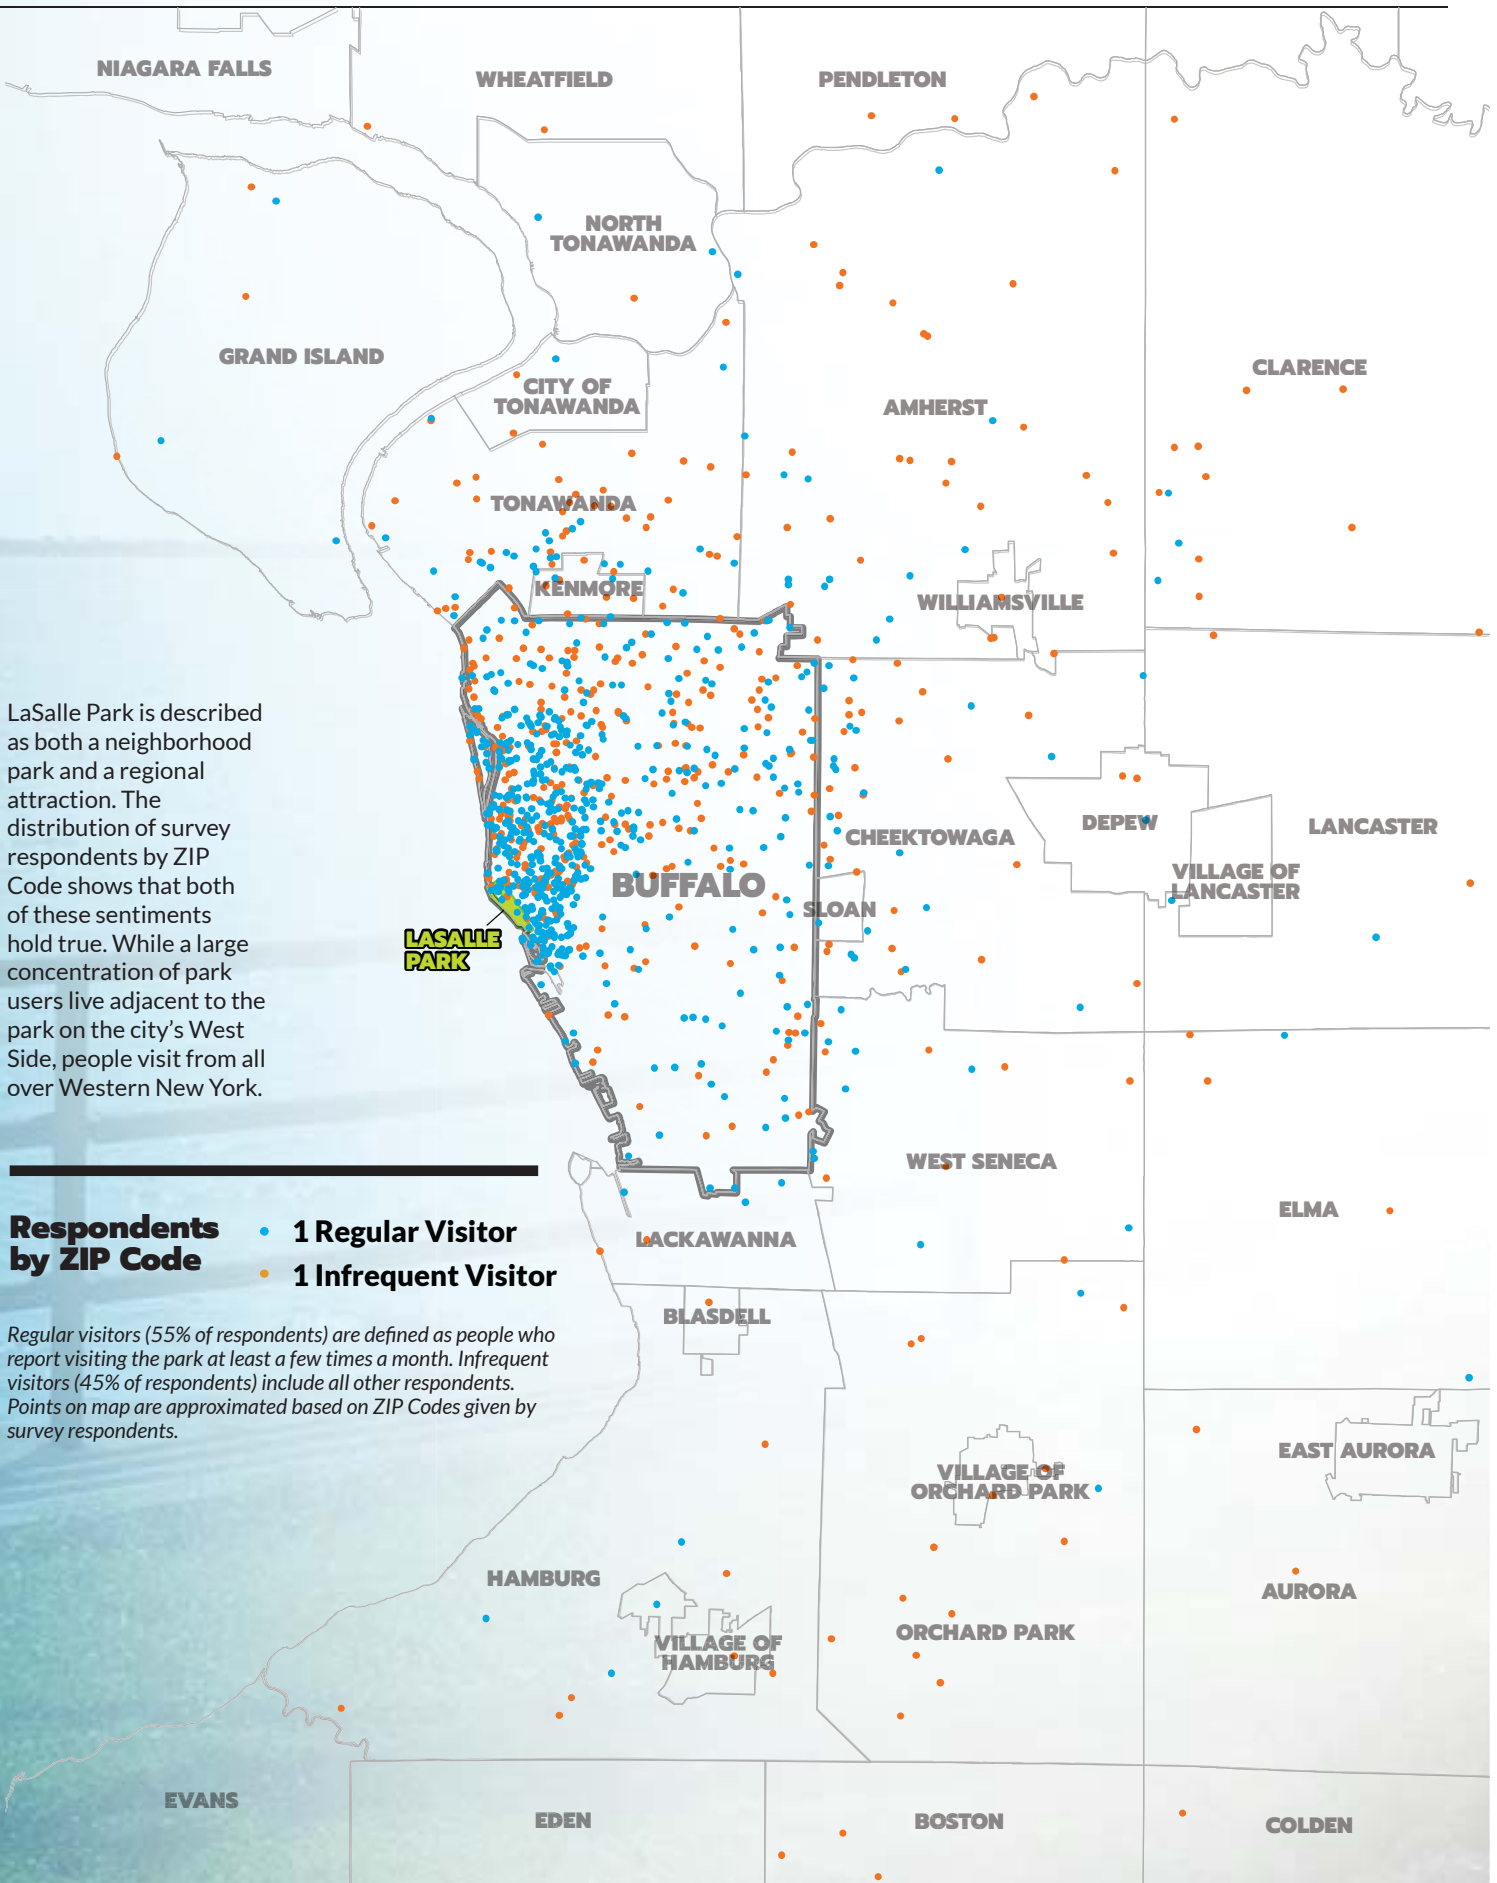 NIAGARA FALLS
WHEATFIELD
PENDLETON
NORTH
TONAWANDA
GRAND ISLAND
CITY OF
TONAWANDA
AMHERST
CLARENCE
TONAWANDA
KENMORE
WILLIAMSVILLE
LaSalle Park is described
as both a neighborhood
park and a regional
attraction. The
distribution of survey
respondents by ZIP
Code shows that both
of these sentiments
hold true. While a large
concentration of park
users live adjacent to the
park on the city's West
Side, people visit from all
over Western New York.
DEPEW
LANCASTER
CHEEKTOWAGA
VILLAGE OF
LANCASTER
BUFFALO
SLOAN
LASALLE
PARK
WEST SENECA
ELMA
LACKAWANNA
Respondents
by ZIP Code
1 Regular Visitor
1 Infrequent Visitor
BLASDELL
Regular visitors (55% of respondents) are defined as people who
report visiting the park at least a few times a month. Infrequent
visitors (45% of respondents) include all other respondents.
Points on map are approximated based on ZIP Codes given by
survey respondents.
EAST AURORA
VILLAGE OF
ORCHARD PARK
HAMBURG
AURORA
ORCHARD PARK
VILLAGE OF
HAMBURG
EVANS
EDEN
BOSTON
COLDEN